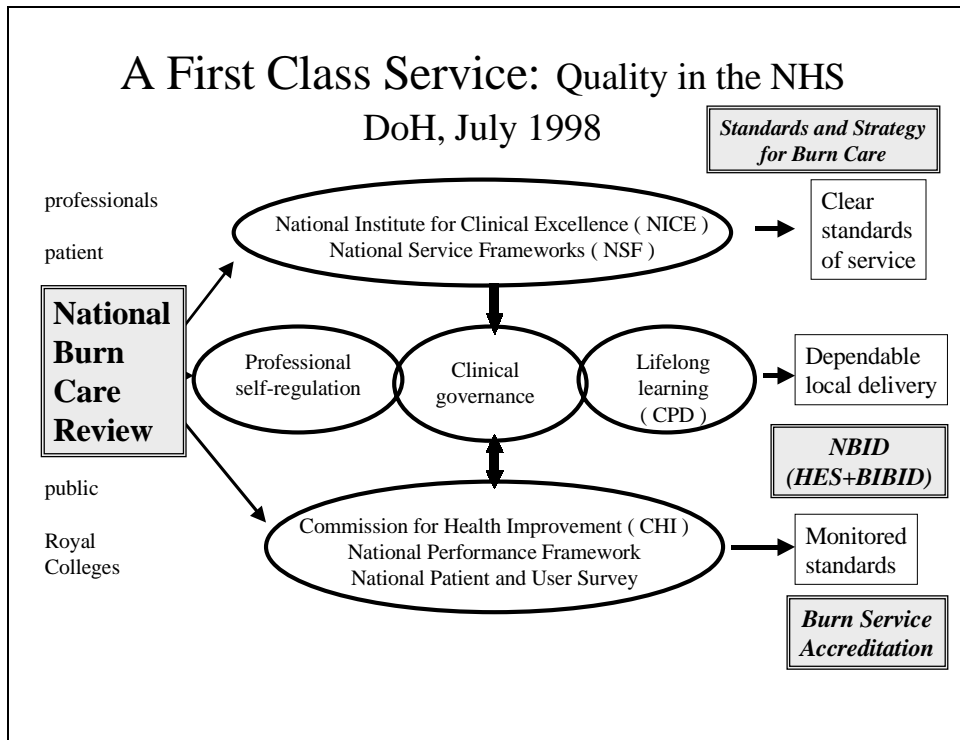 A First Class Service: Quality in the NHS
DoH, July 1998
Standards and Strategy
for Burn Care
professionals
patient
National
Burn
Care
Review
public
Royal
Colleges
National Institute for Clinical Excellence ( NICE )
National Service Frameworks ( NSF )
Clear
standards
of service
Professional
self-regulation
Clinical
governance
Lifelong
learning
( CPD )
Dependable
local delivery
NBID
(HES+BIBID)
Commission for Health Improvement ( CHI )
National Performance Framework
National Patient and User Survey
Monitored
standards
Burn Service
Accreditation